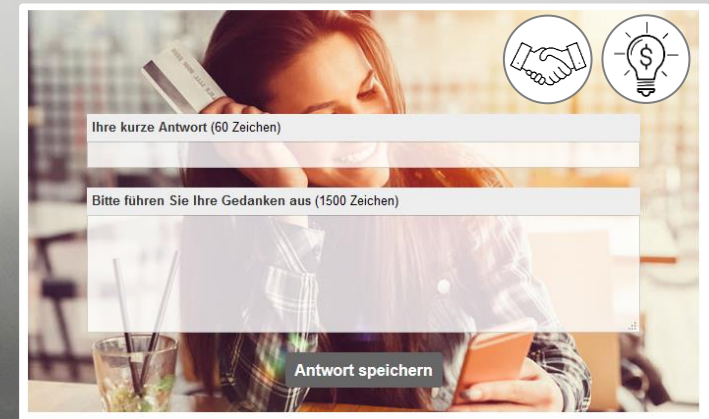 Ihre kurze Antwort (60 Zeichen)
Bitte führen Sie Ihre Gedanken aus (1500 Zeichen)
Antwort speichern